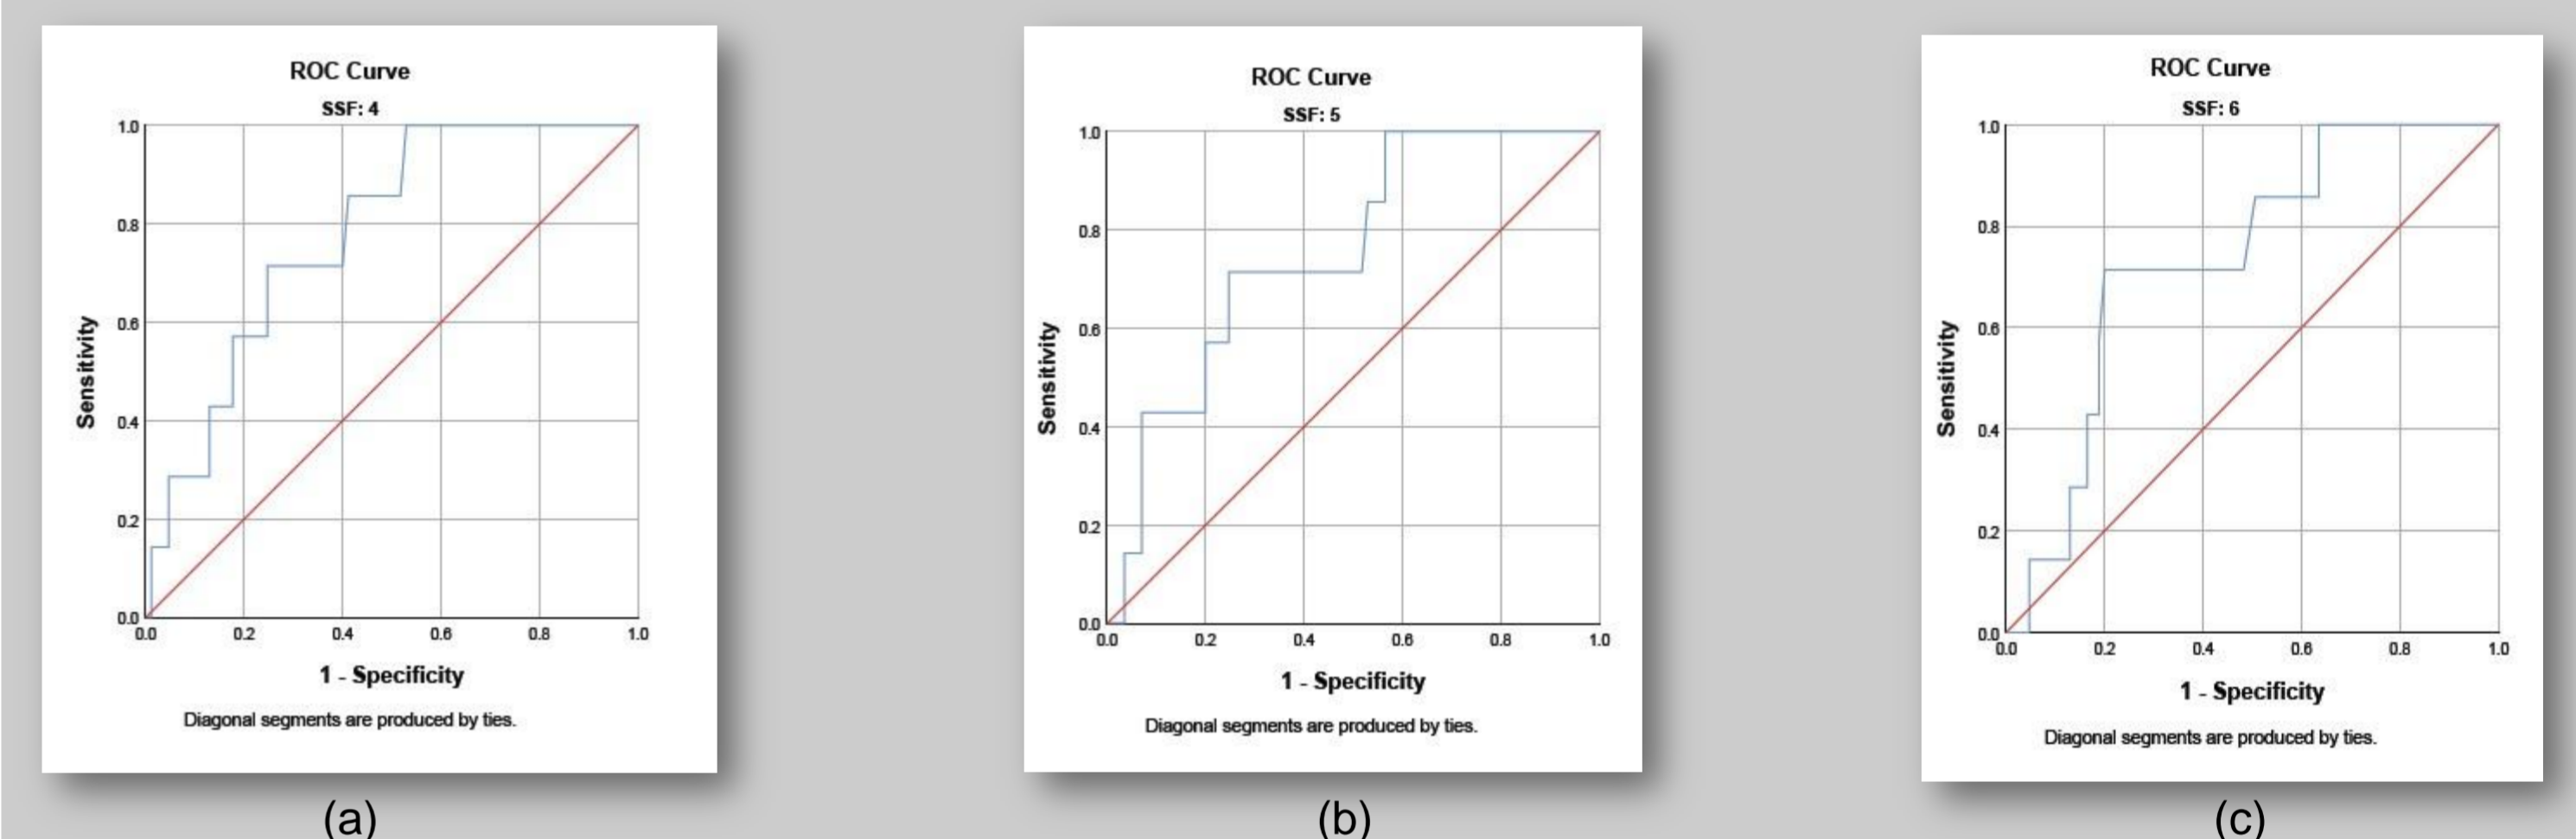 ROC Curve
SSF: 4
1.0
0.8
0.6
0.4
0.2
0.0
Sensitivity
0.0 0.2 0.4 0.6 0.8 1.0
1 - Specificity
Diagonal segments are produced by ties.
(a)
ROC Curve
SSF: 5
1.0
0.8
0.6
0.4
0.2
0.0
Sensitivity
0.0 0.2 0.4 0.6 0.8 1.0
1 - Specificity
Diagonal segments are produced by ties.
(b)
ROC Curve
SSF: 6
1.0
0.8
0.6
0.4
0.2
0.0
Sensitivity
0.0 0.2 0.4 0.6 0.8 1.0
1 - Specificity
Diagonal segments are produced by ties.
(c)